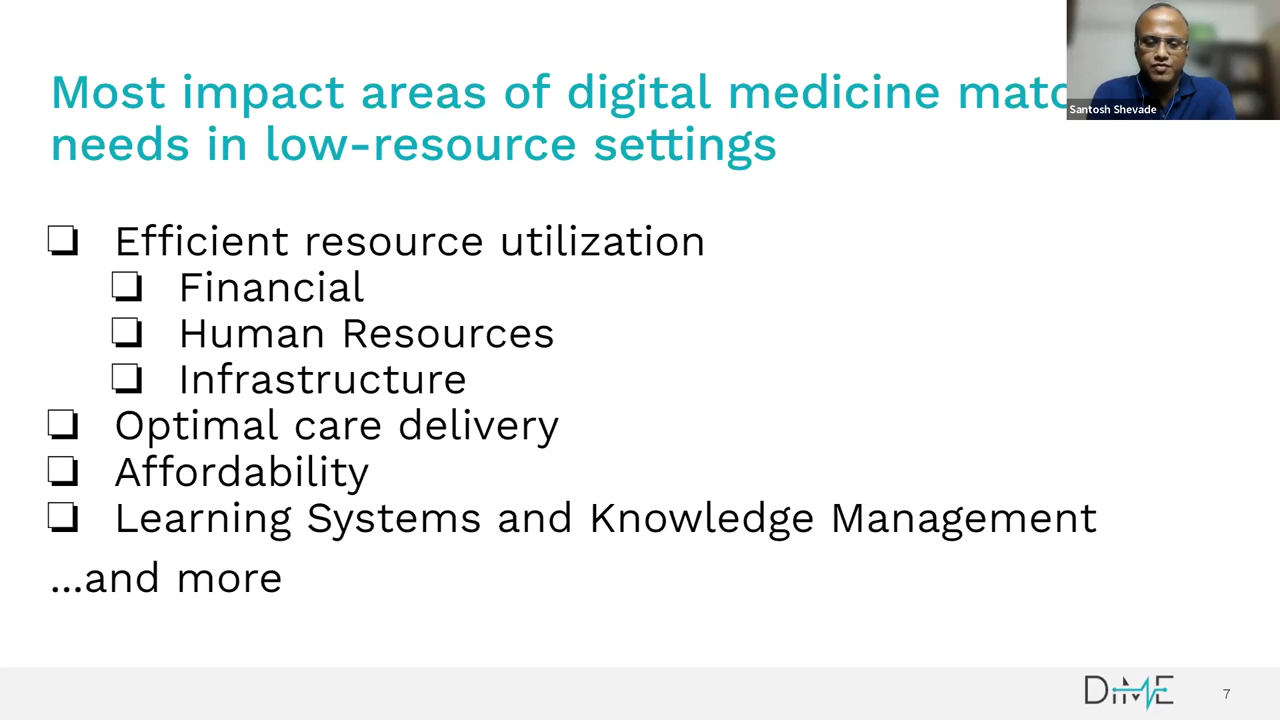 Most impact areas of digital medicine
needs in low-resource settings
Santosh Shevade
❏ Efficient resource utilization
❏ Financial
❏ Human Resources
❏ Infrastructure
❏ Optimal care delivery
❏ Affordability
❏ Learning Systems and Knowledge Management
...and more
DiME
7